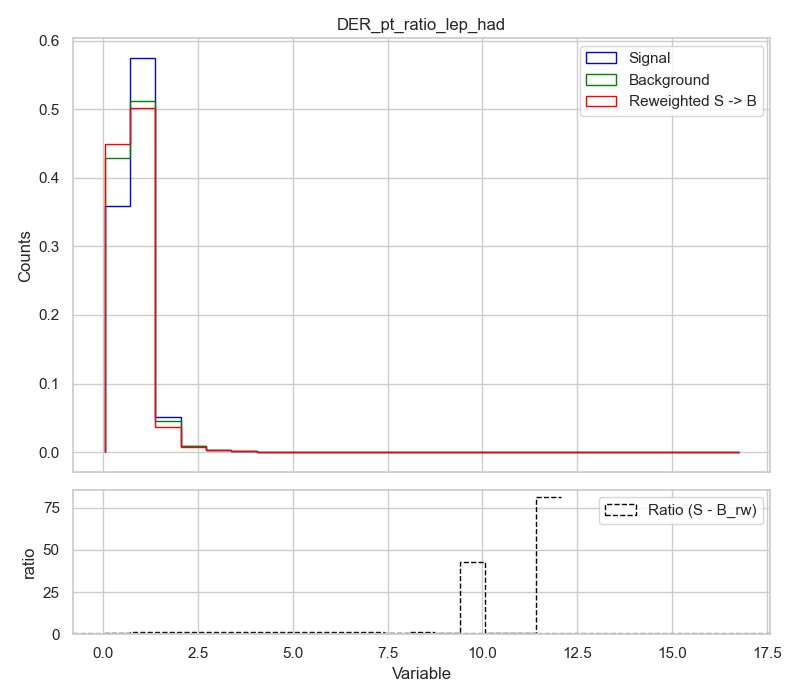 DER_pt_ratio_lep_had
0.6
0.5
0.4
0.3
0.2
0.1
0.0
Counts
Signal
Background
Reweighted S -> B
75
50
25
0
ratio
Ratio (S - B_rw)
0.0 2.5 5.0 7.5 10.0 12.5 15.0 17.5
Variable